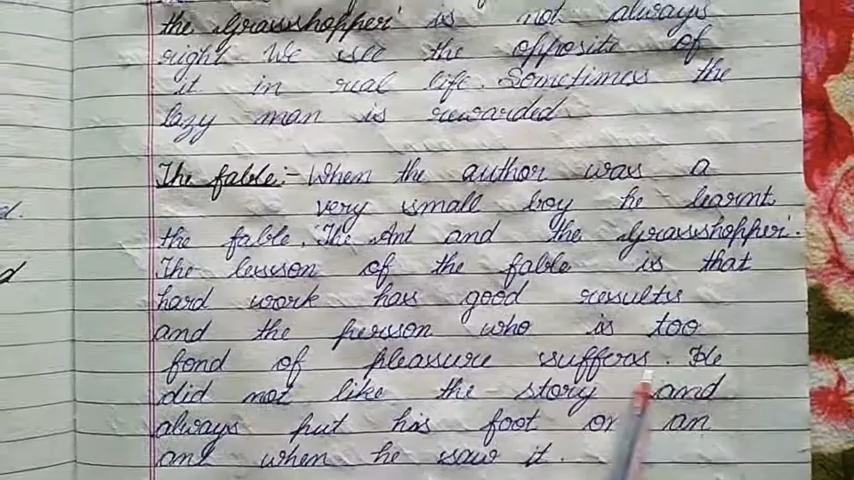 the Grasshopper' is not always
right We see the opposite of
it in real life. Sometimess the
lazy man is rewarded
The fable:- When the author was a
very small boy he learnt
the fable. 'The Ant and the Grasshopper'.
The lesson of the fable is that
hard work has good results
and the person who is too
fond of pleassure suffers. He
did not like the story and
always put his foot on an
ant when he saw it.
d.
d